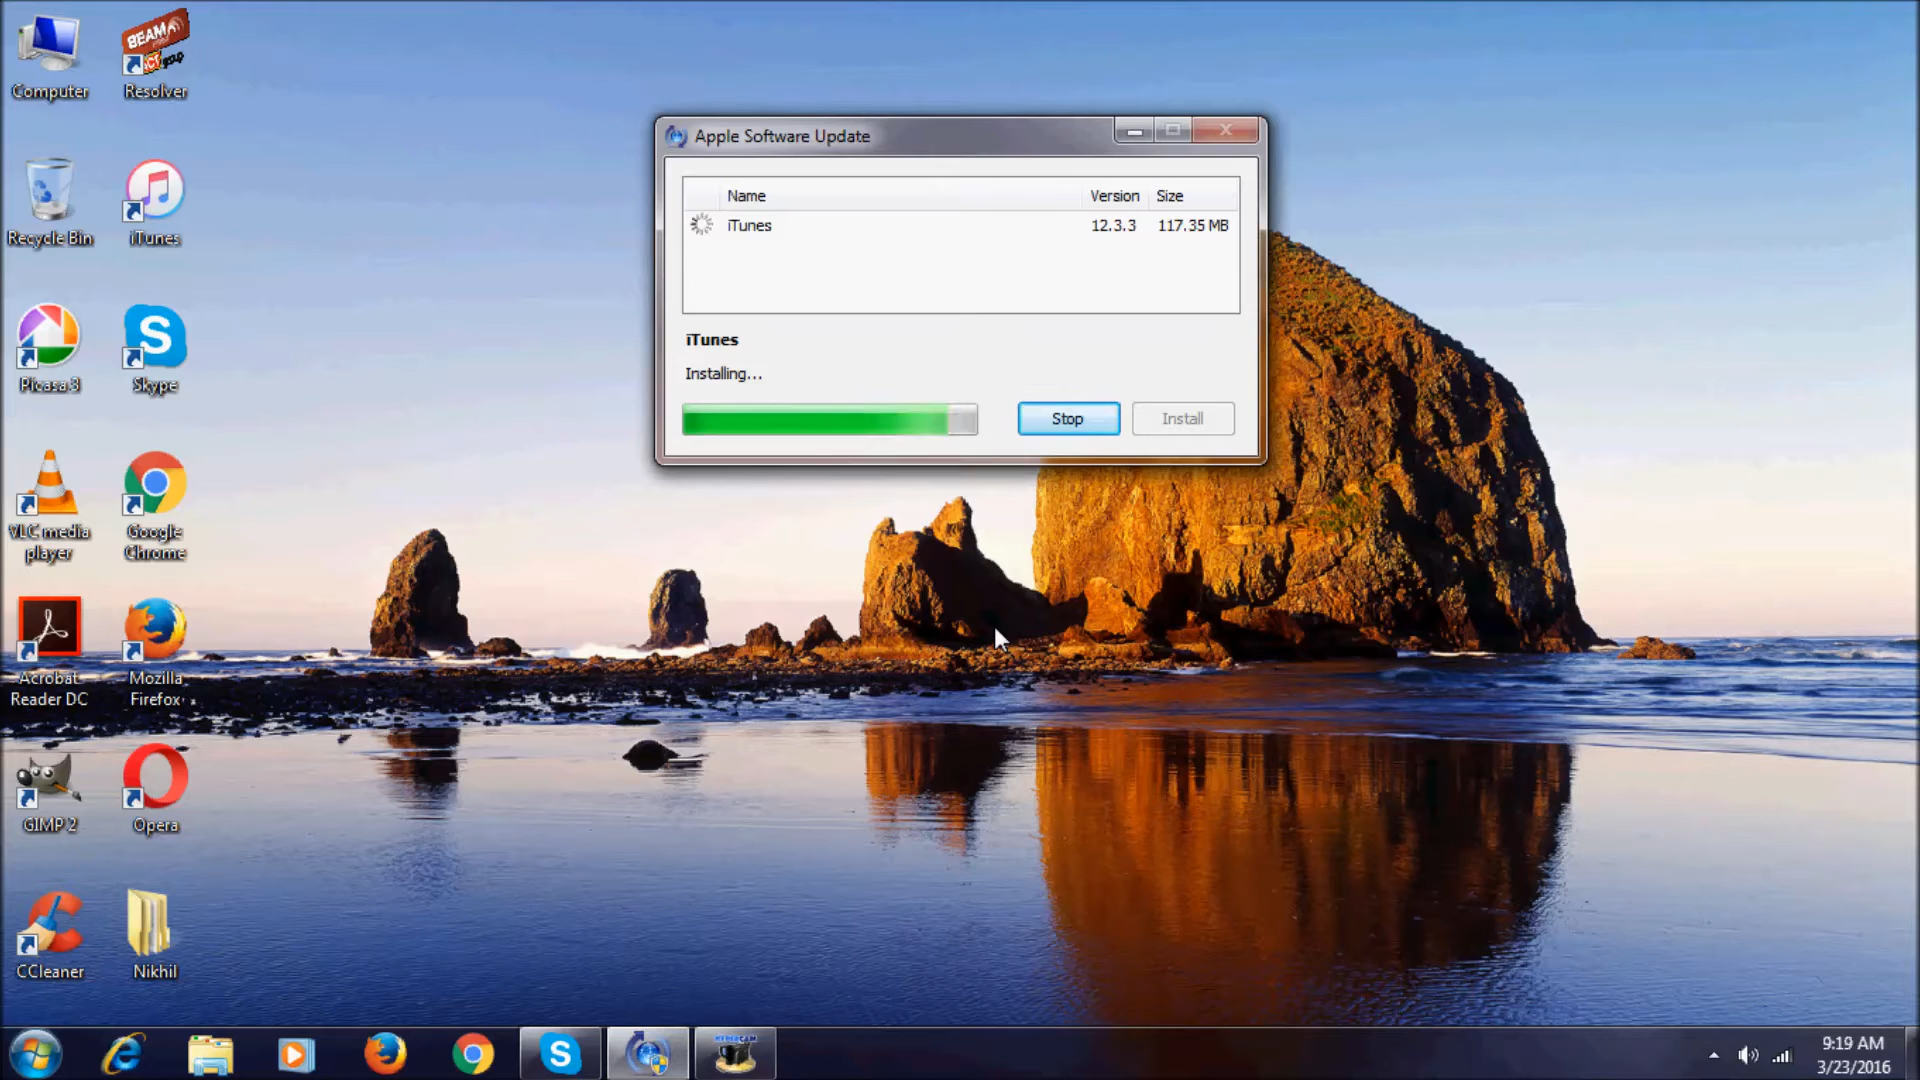 Computer
Resolver
BEAM
Recycle Bin
iTunes
Picasa 3
Skype
VLC media
player
Google
Chrome
Acrobat
Reader DC
Mozilla
Firefox
GIMP 2
Opera
CCleaner
Nikhil
Apple Software Update
Name Version Size
iTunes 12.3.3 117.35 MB
iTunes
Installing...
Stop Install
HYPERCAM
9:19 AM
3/23/2016